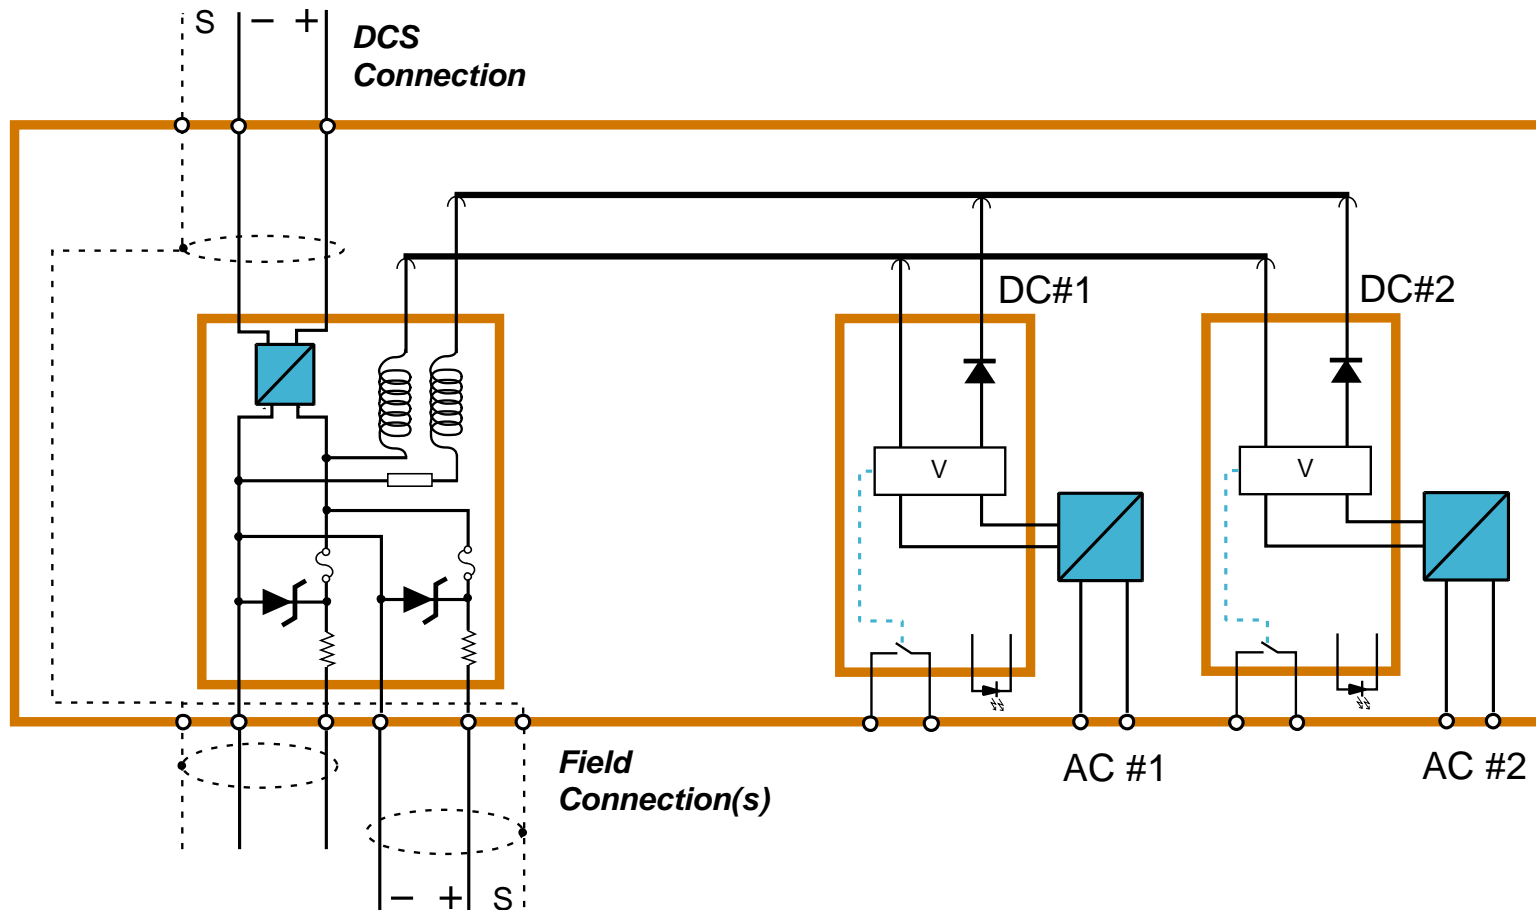 S − +
DCS
Connection
DC#1
DC#2
V
V
AC #1
AC #2
Field
Connection(s)
− + S